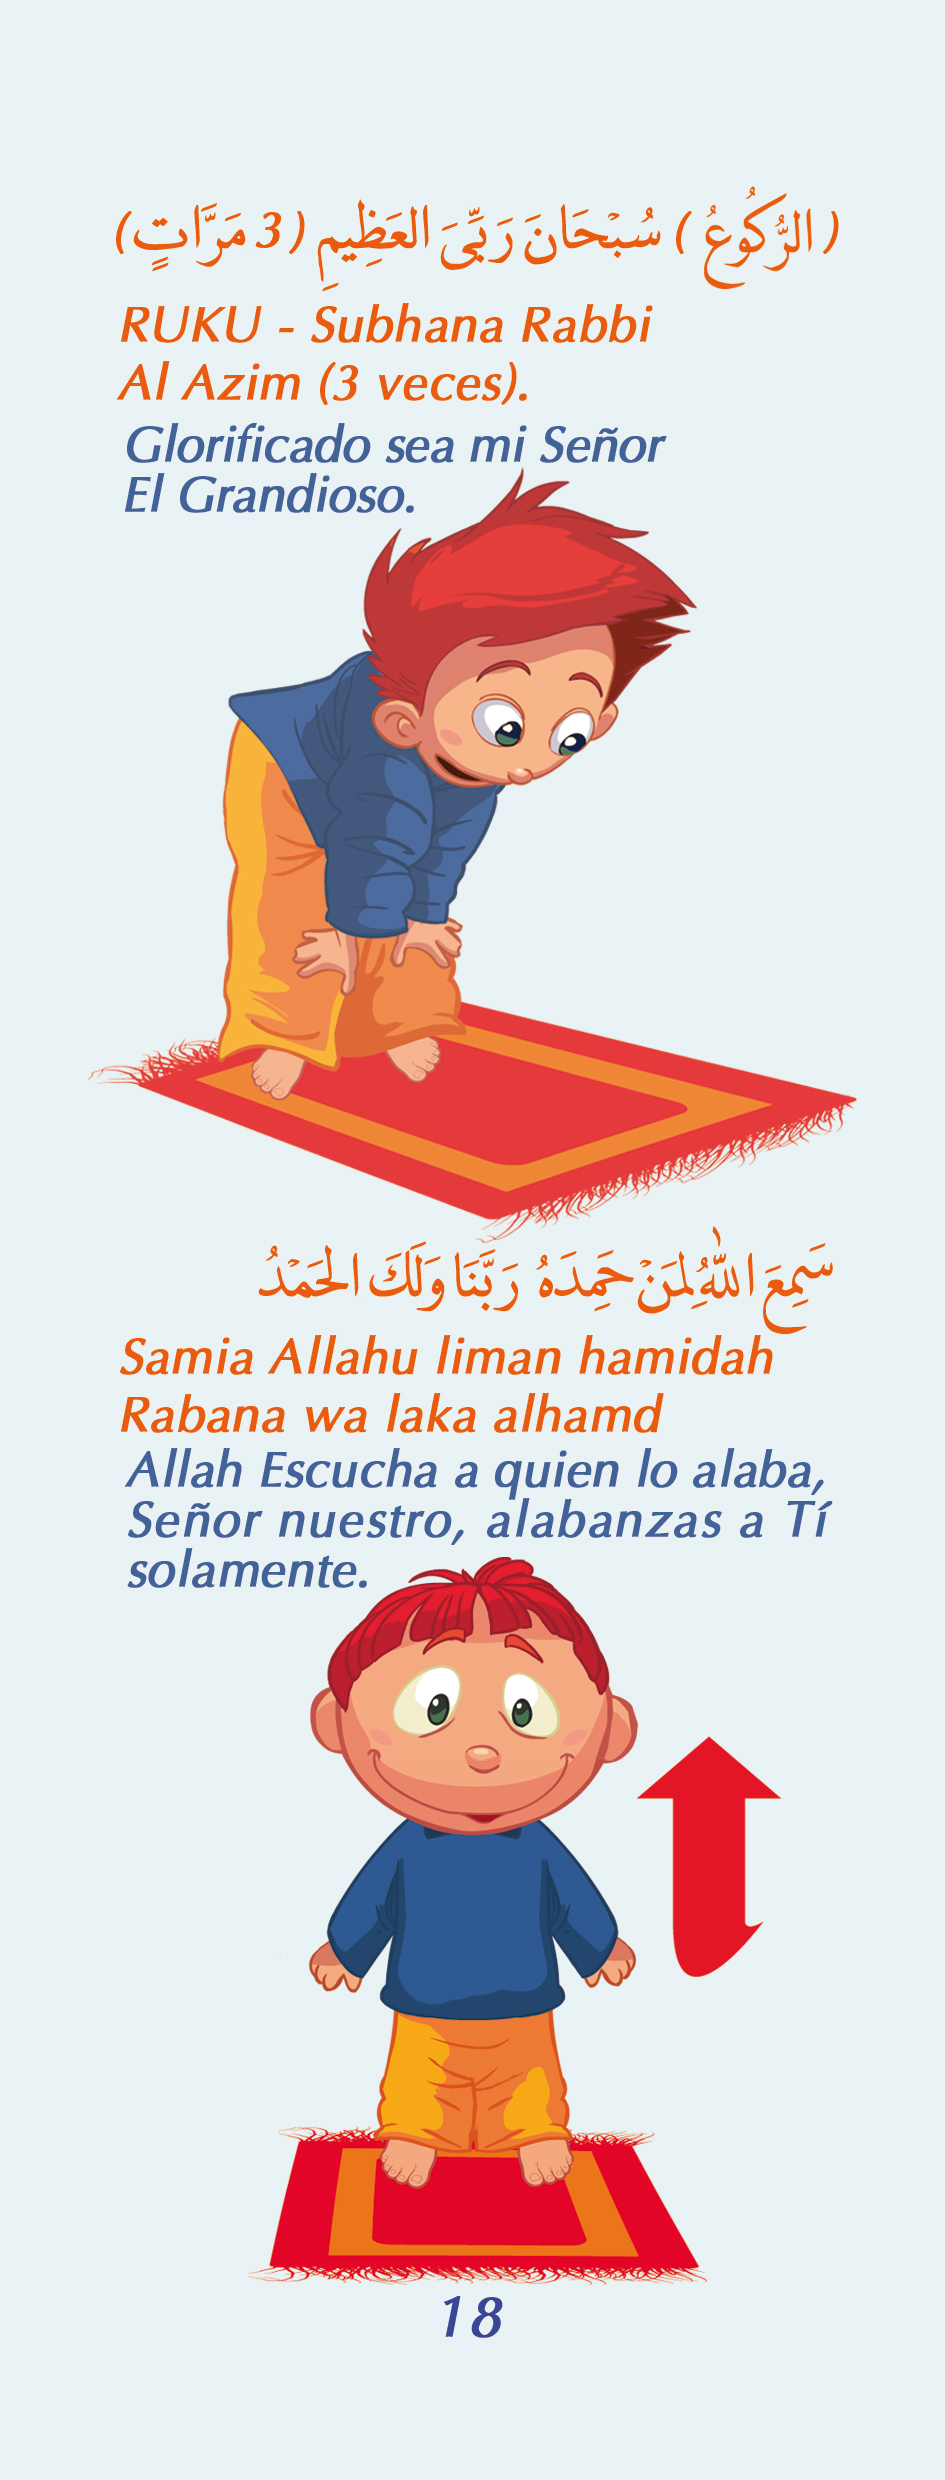 ( الرُّكُوعُ ) سُبْحَانَ رَبِّىَ العَظِيمِ ( 3 مَرَّاتٍ )
RUKU - Subhana Rabbi
Al Azim (3 veces).
Glorificado sea mi Señor
El Grandioso.
سَمِعَ اللّٰهُ لِمَنْ حَمِدَهُ رَبَّنَا وَلَكَ الحَمْدُ
Samia Allahu liman hamidah
Rabana wa laka alhamd
Allah Escucha a quien lo alaba,
Señor nuestro, alabanzas a Tí
solamente.
18